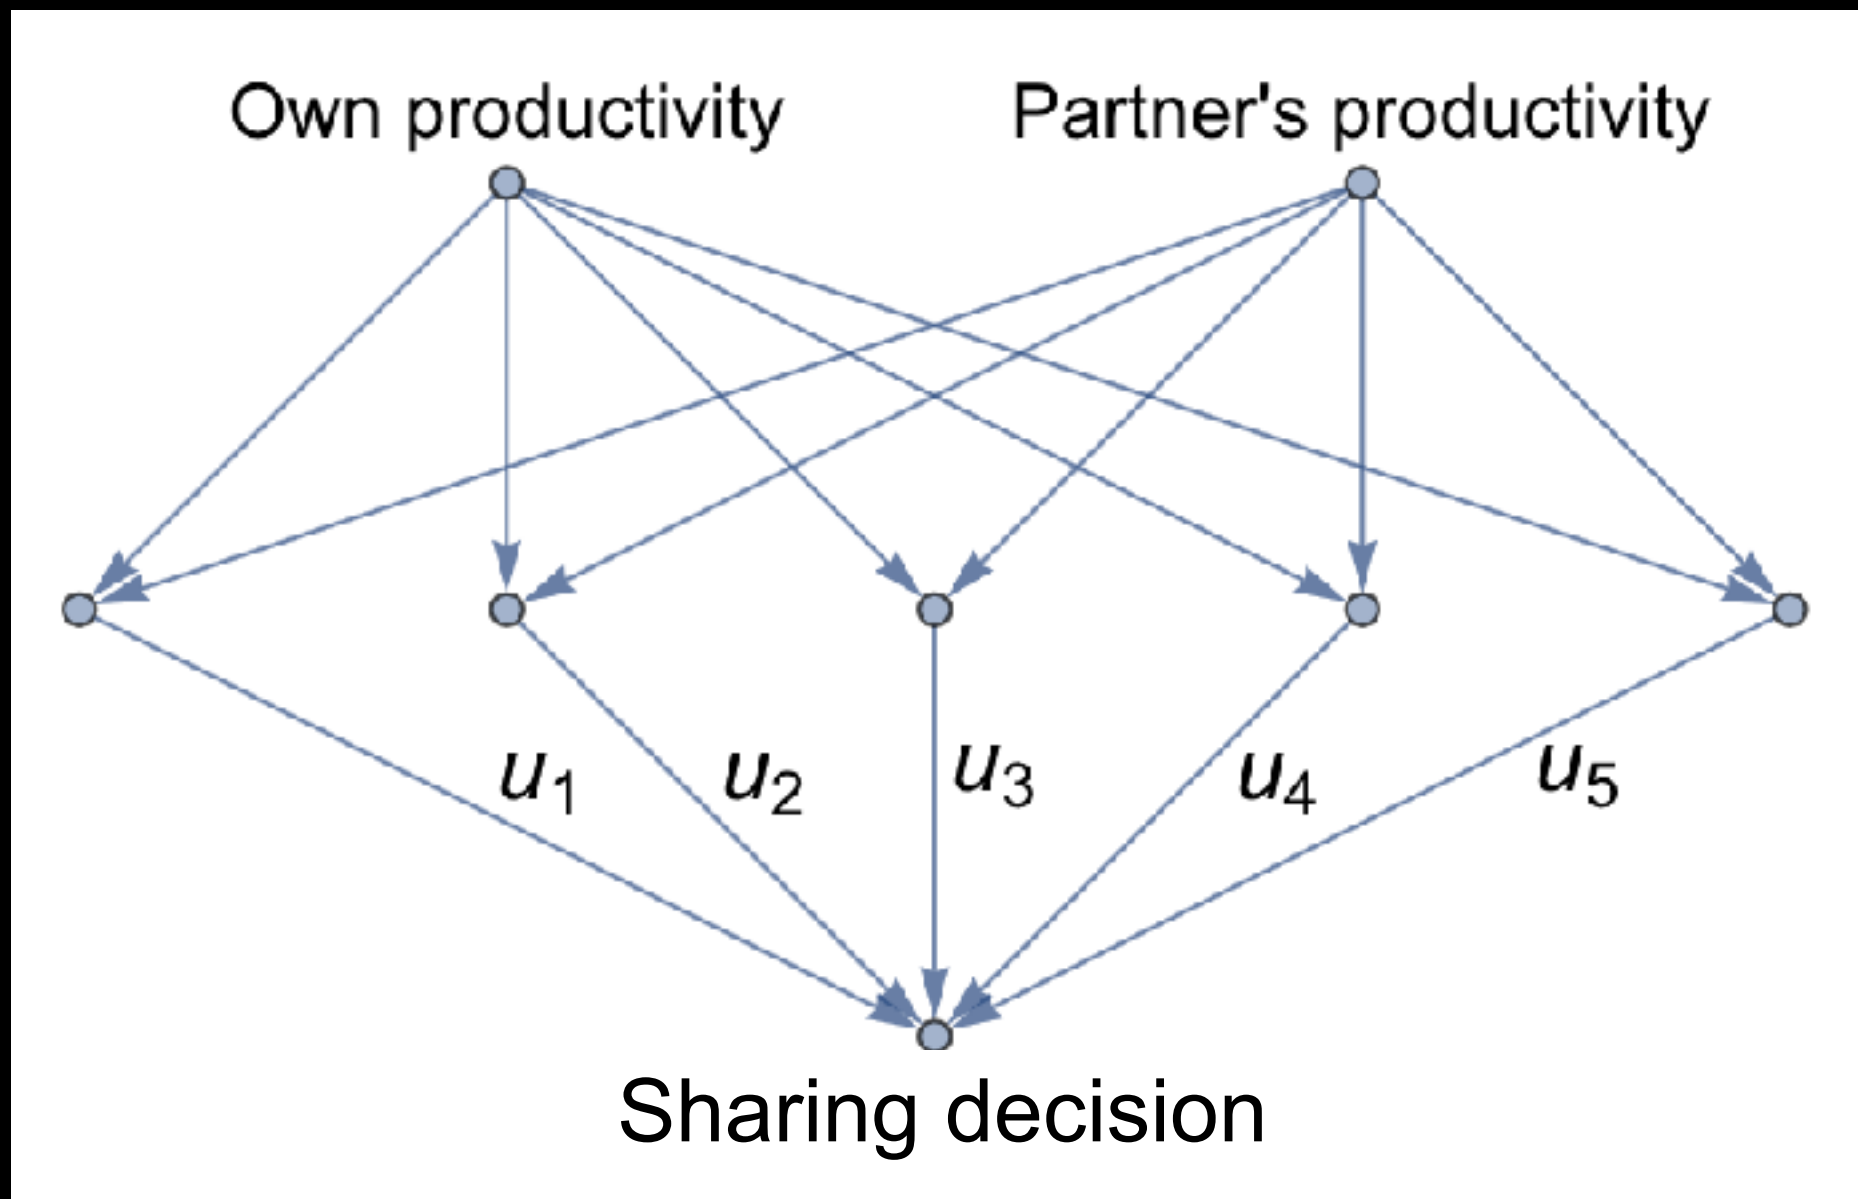 Own productivity
Partner's productivity
u1
u2
u3
u4
u5
Sharing decision